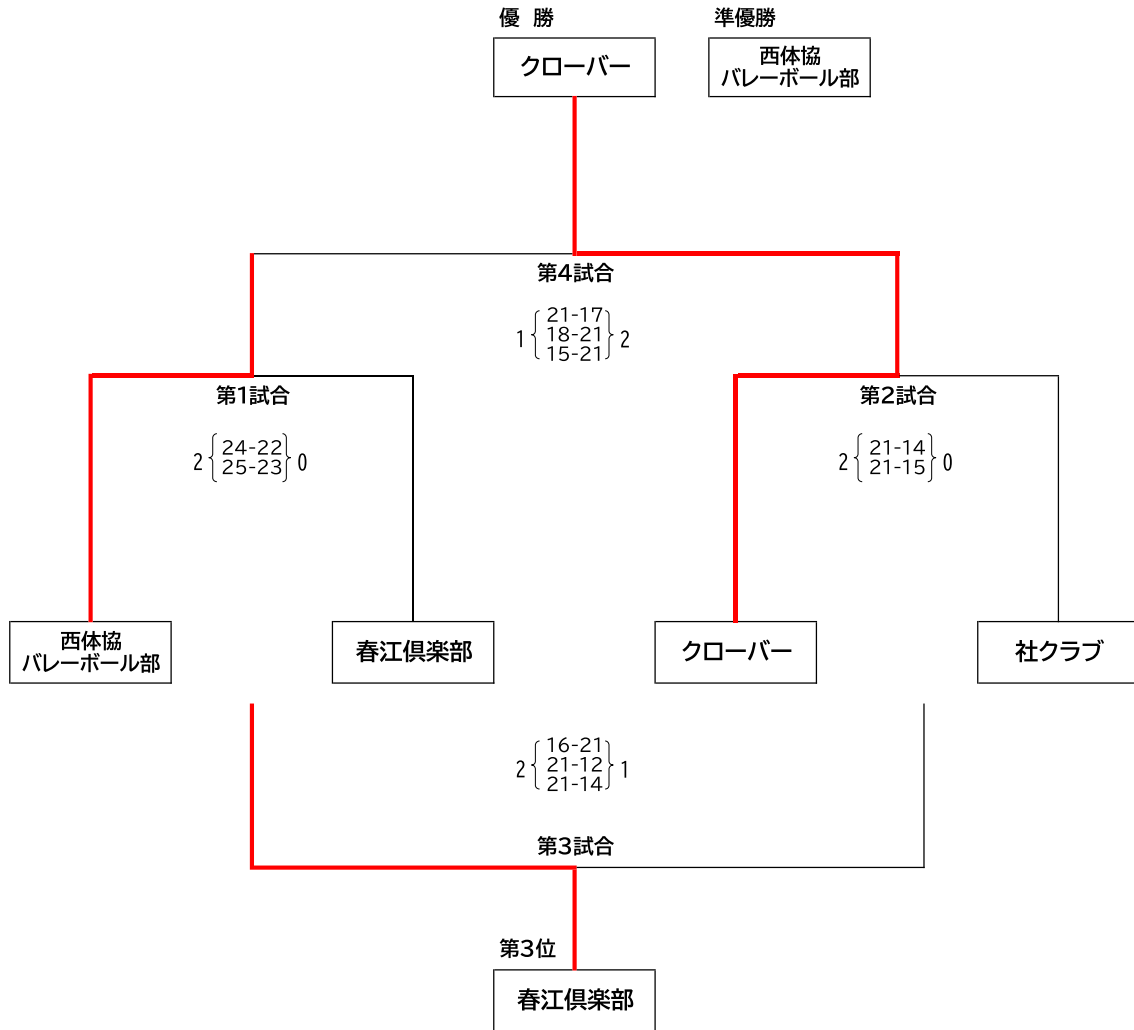 優 勝
準優勝
クローバー
西体協
バレーボール部
第4試合
1 { 21-17
18-21
15-21 } 2
第1試合
2 { 24-22
25-23 } 0
第2試合
2 { 21-14
21-15 } 0
西体協
バレーボール部
春江倶楽部
クローバー
社クラブ
2 { 16-21
21-12
21-14 } 1
第3試合
第3位
春江倶楽部